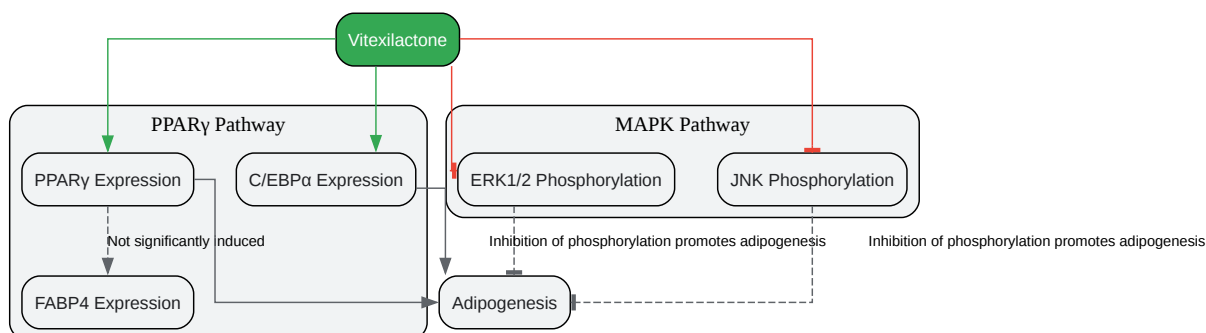 Vitexilactone
PPARγ Pathway
MAPK Pathway
PPARγ Expression
C/EBPα Expression
ERK1/2 Phosphorylation
JNK Phosphorylation
Not significantly induced
Inhibition of phosphorylation promotes adipogenesis
Inhibition of phosphorylation promotes adipogenesis
FABP4 Expression
Adipogenesis